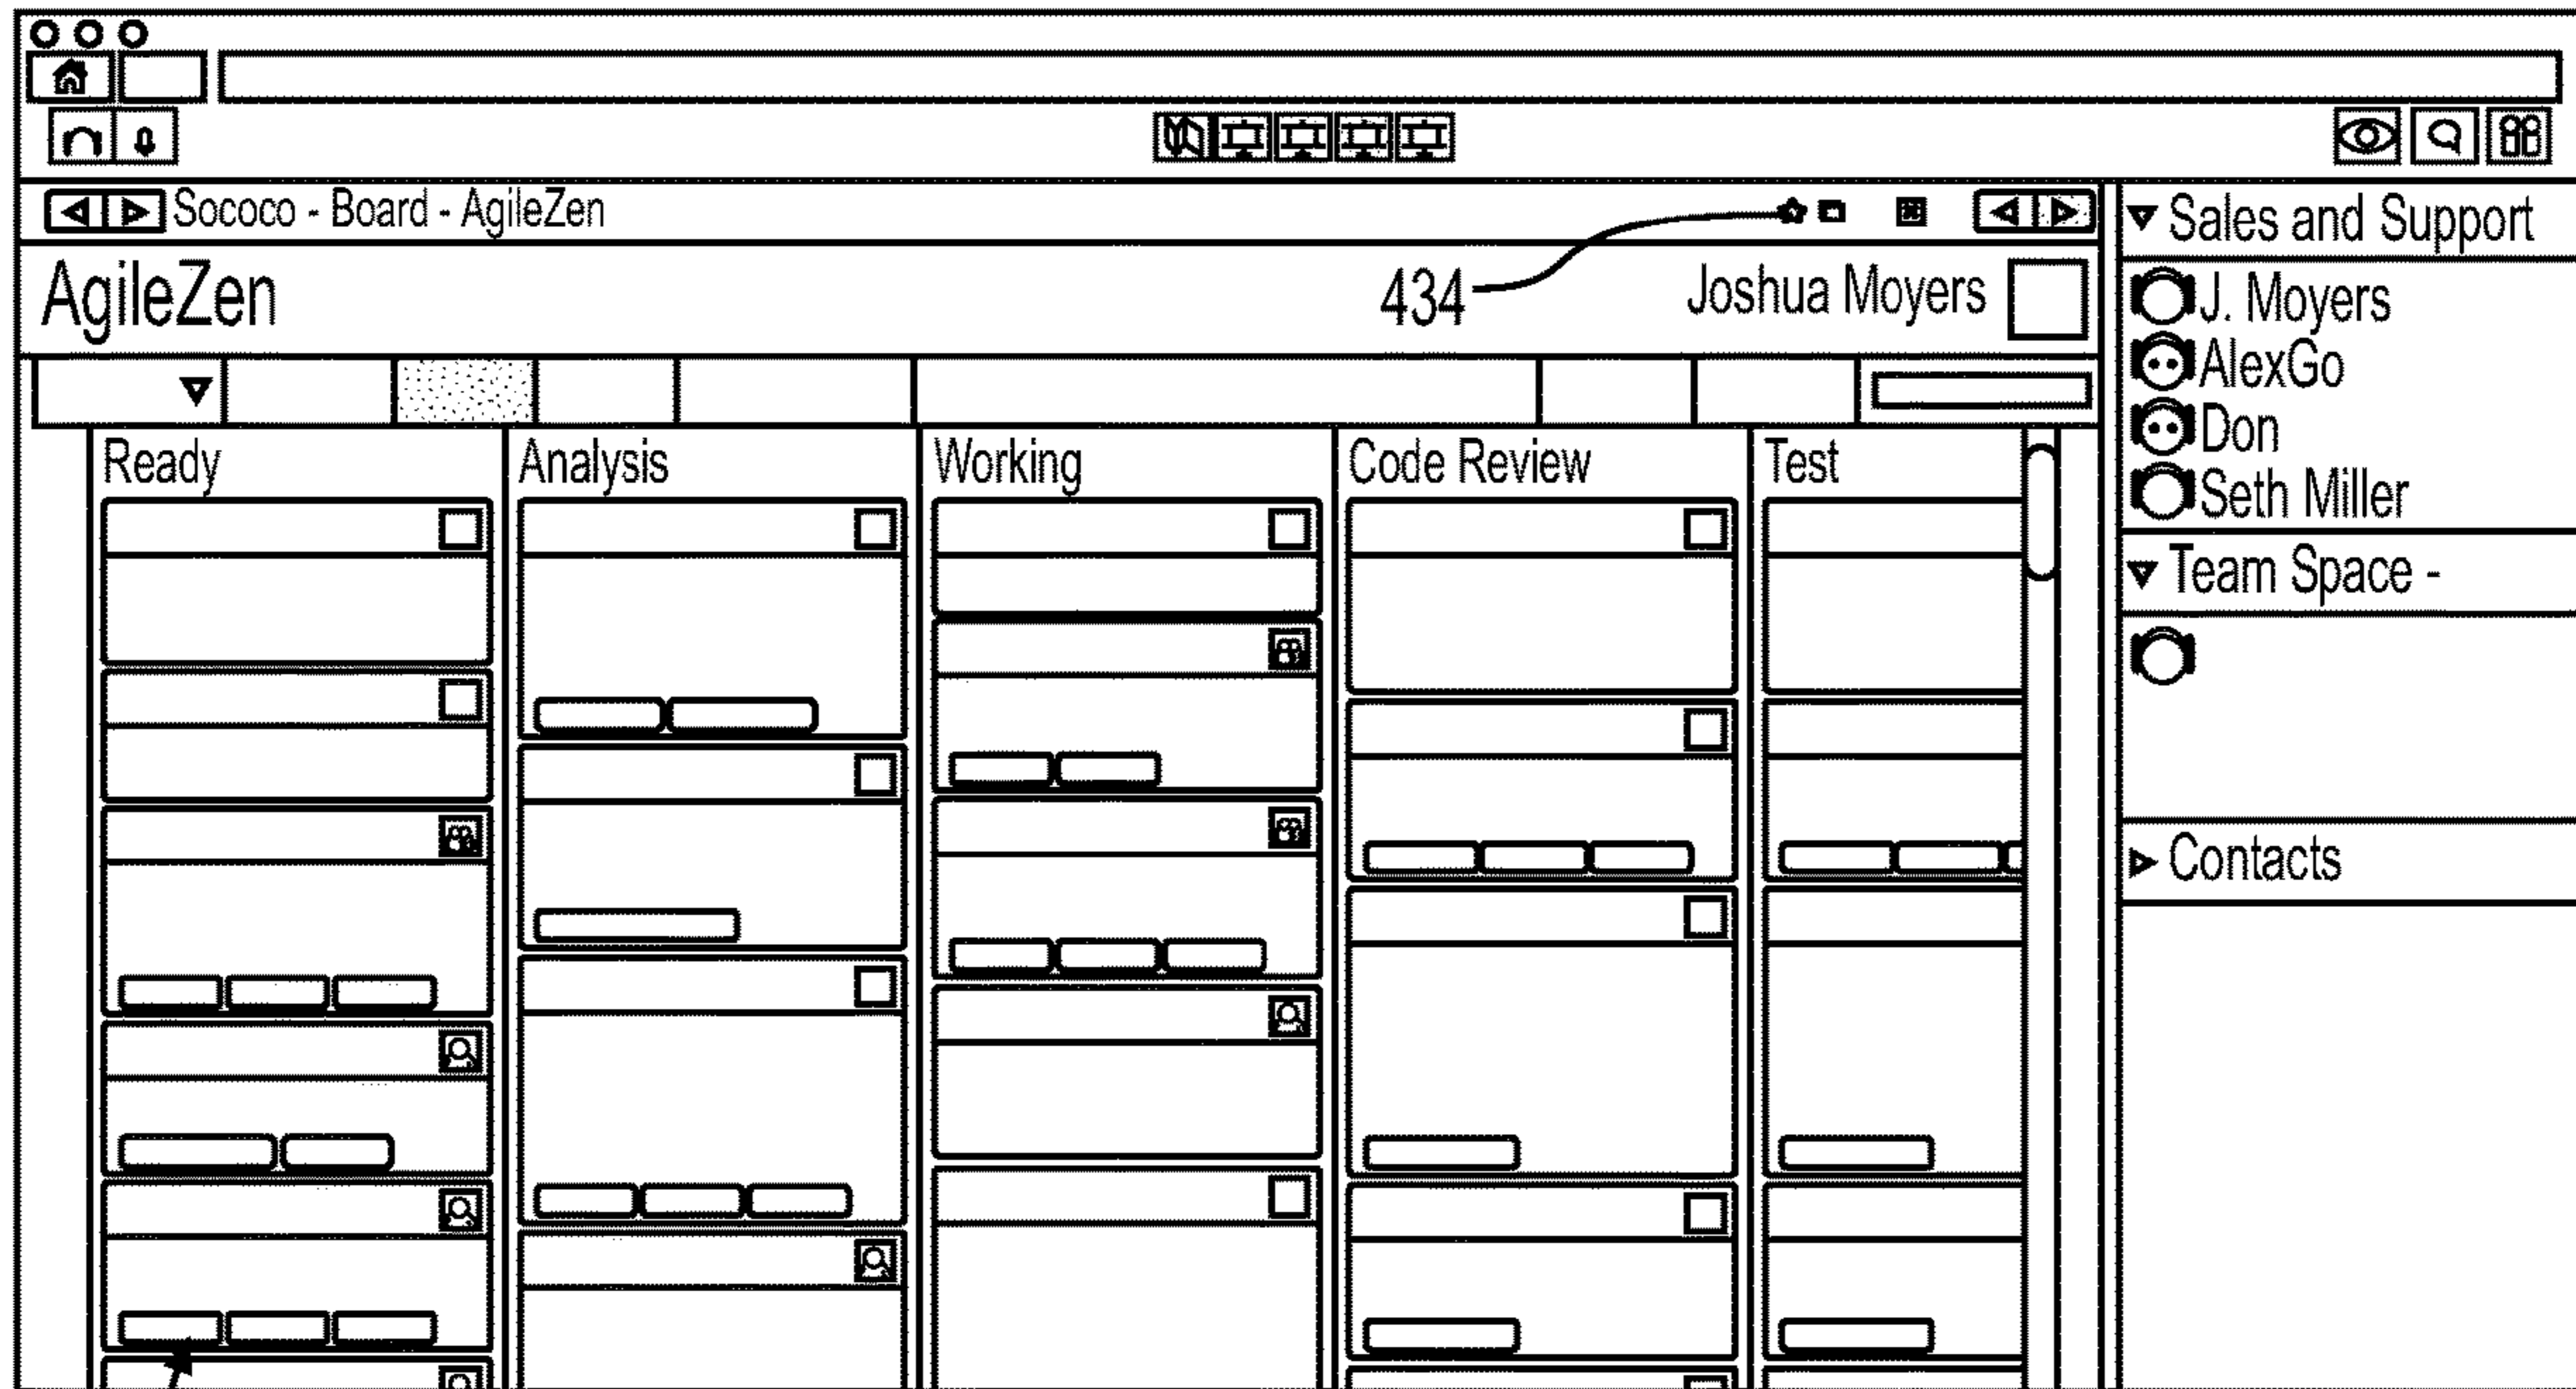 Sococo - Board - AgileZen
AgileZen
434
Joshua Moyers
Ready
Analysis
Working
Code Review
Test
Sales and Support
J. Moyers
AlexGo
Don
Seth Miller
Team Space -
Contacts